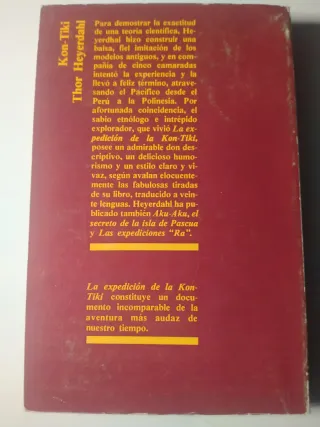 Kon-Tiki
Thor Heyerdahl
Para demostrar la exactitud
de una teoría científica, He-
yerdhal hizo construir una
balsa, fiel imitación de los
modelos antiguos, y en com-
pañía de cinco camaradas
intentó la experiencia y la
llevó a feliz término, atrave-
sando el Pacífico desde el
Perú a la Polinesia. Por
afortunada coincidencia, el
sabio etnólogo e intrépido
explorador, que vivió La ex-
pedición de la Kon-Tiki,
posee un admirable don des-
criptivo, un delicioso humo-
rismo y un estilo claro y vi-
vaz, según avalan elocuente-
mente las fabulosas tiradas
de su libro, traducido a vein-
te lenguas. Heyerdahl ha pu-
blicado también Aku-Aku, el
secreto de la isla de Pascua
y Las expediciones "Ra".
La expedición de la Kon-
Tiki constituye un docu-
mento incomparable de la
aventura más audaz de
nuestro tiempo.